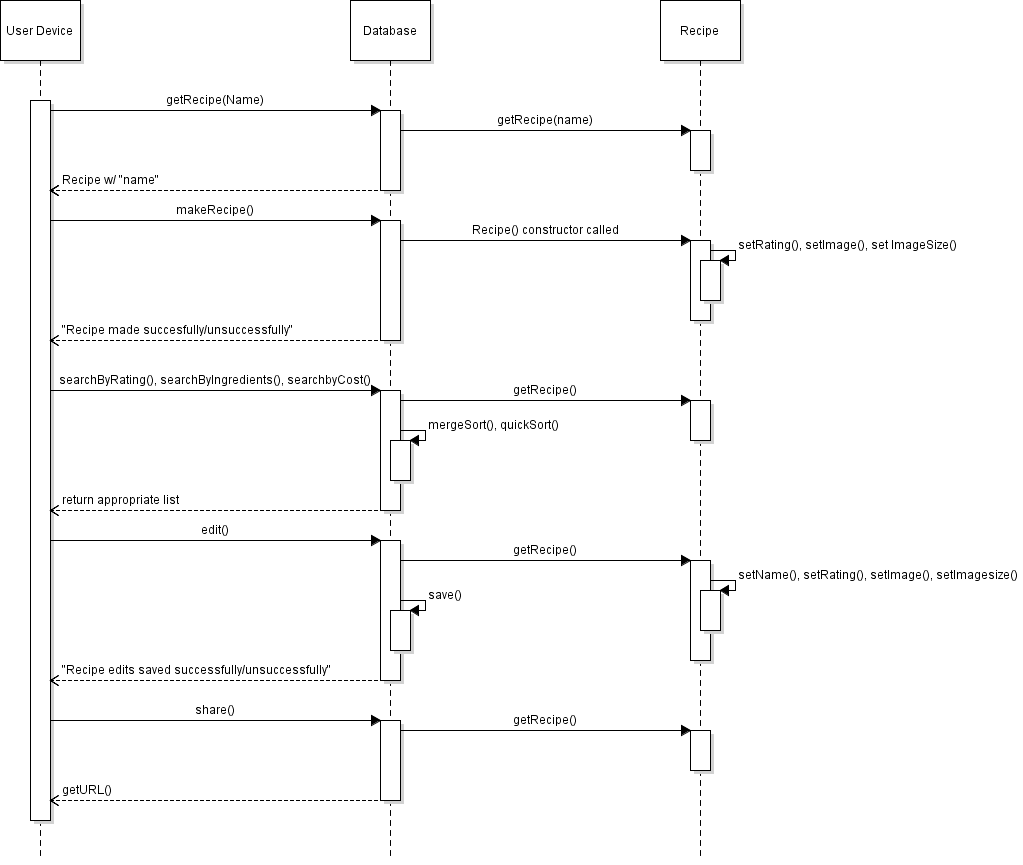 User Device
Database
Recipe
getRecipe(Name)
getRecipe(name)
Recipe w/ "name"
makeRecipe()
Recipe() constructor called
setRating(), setImage(), set ImageSize()
"Recipe made succesfully/unsuccessfully"
searchByRating(), searchByIngredients(), searchbyCost()
getRecipe()
mergeSort(), quickSort()
return appropriate list
edit()
getRecipe()
setName(), setRating(), setImage(), setImagesize()
save()
"Recipe edits saved successfully/unsuccessfully"
share()
getRecipe()
getURL()